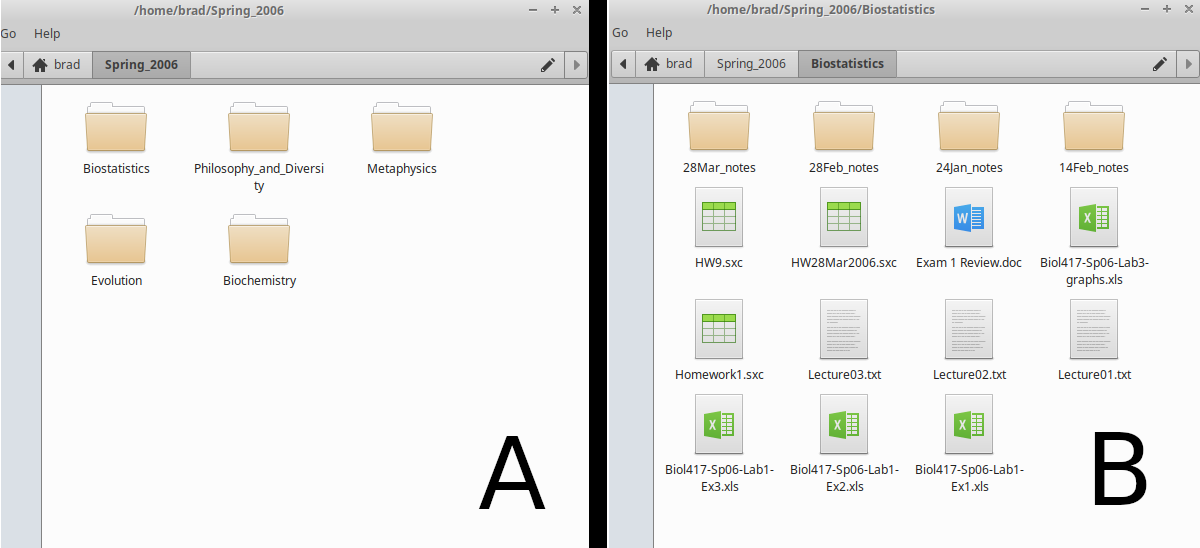 /home/brad/Spring_2006
Go Help
brad Spring_2006
Biostatistics Philosophy_and_Diversi
ty Metaphysics
Evolution Biochemistry
A
/home/brad/Spring_2006/Biostatistics
Go Help
brad Spring_2006 Biostatistics
28Mar_notes 28Feb_notes 24Jan_notes 14Feb_notes
HW9.sxc HW28Mar2006.sxc Exam 1 Review.doc Biol417-Sp06-Lab3-
graphs.xls
Homework1.sxc Lecture03.txt Lecture02.txt Lecture01.txt
Biol417-Sp06-Lab1- Biol417-Sp06-Lab1- Biol417-Sp06-Lab1-
Ex3.xls Ex2.xls Ex1.xls
B